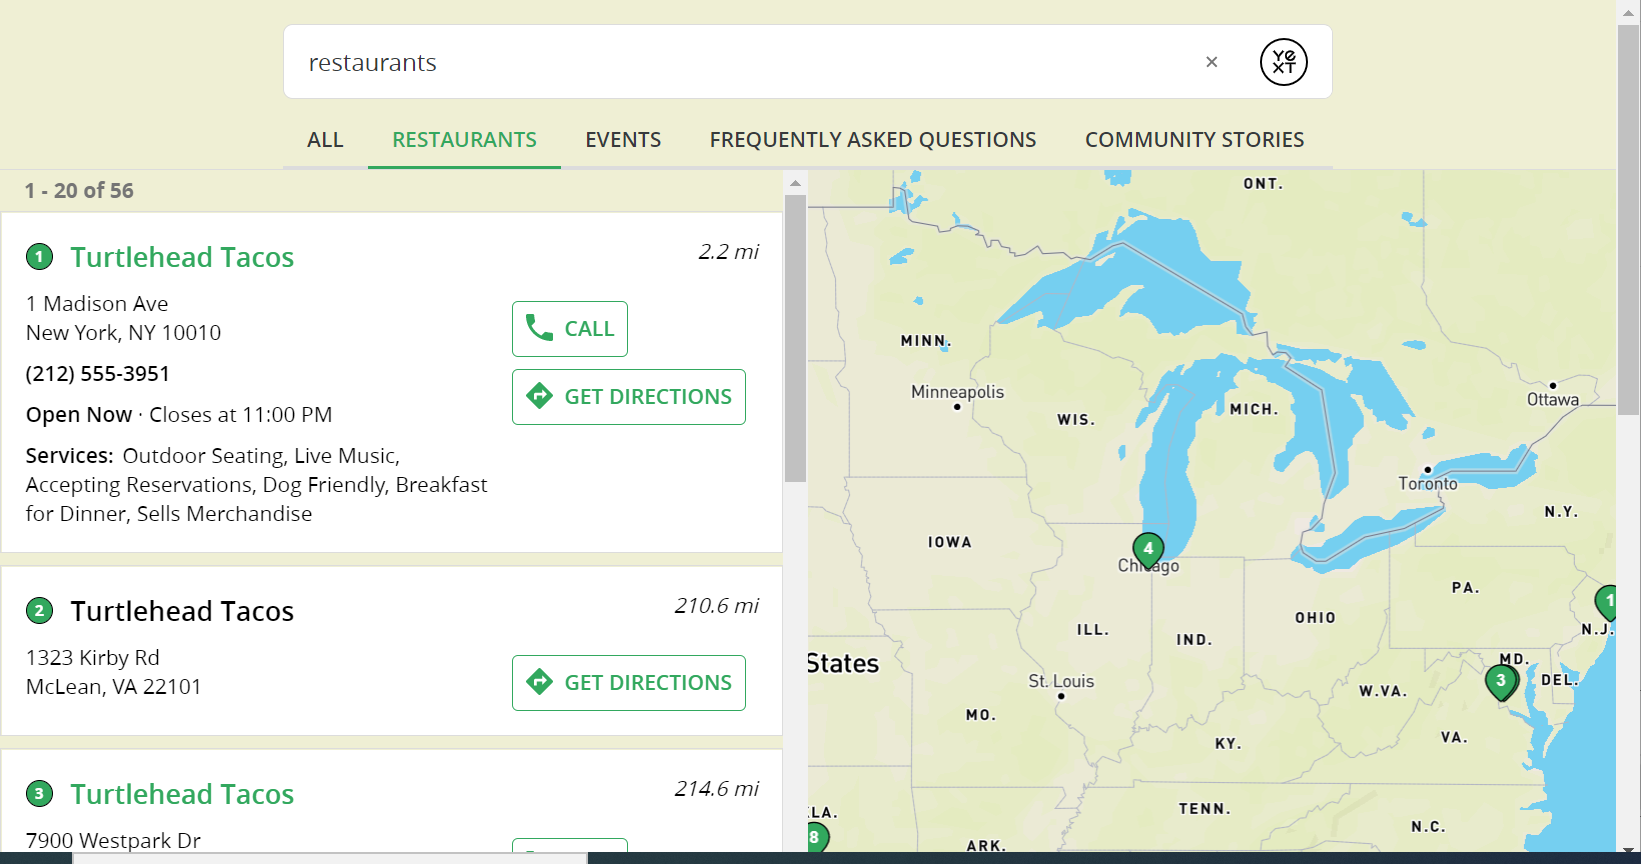 restaurants
×
YEXT
ALL
RESTAURANTS
EVENTS
FREQUENTLY ASKED QUESTIONS
COMMUNITY STORIES
1 - 20 of 56
1
Turtlehead Tacos
2.2 mi
1 Madison Ave
New York, NY 10010
(212) 555-3951
Open Now · Closes at 11:00 PM
Services: Outdoor Seating, Live Music,
Accepting Reservations, Dog Friendly, Breakfast
for Dinner, Sells Merchandise
CALL
GET DIRECTIONS
2
Turtlehead Tacos
210.6 mi
1323 Kirby Rd
McLean, VA 22101
GET DIRECTIONS
3
Turtlehead Tacos
214.6 mi
7900 Westpark Dr
ONT.
MINN.
Minneapolis
WIS.
MICH.
Ottawa
Toronto
N.Y.
IOWA
4
Chicago
PA.
1
N.J.
ILL.
IND.
OHIO
States
St. Louis
MD.
3
DEL.
W.VA.
MO.
KY.
VA.
LA.
8
TENN.
N.C.
ARK.